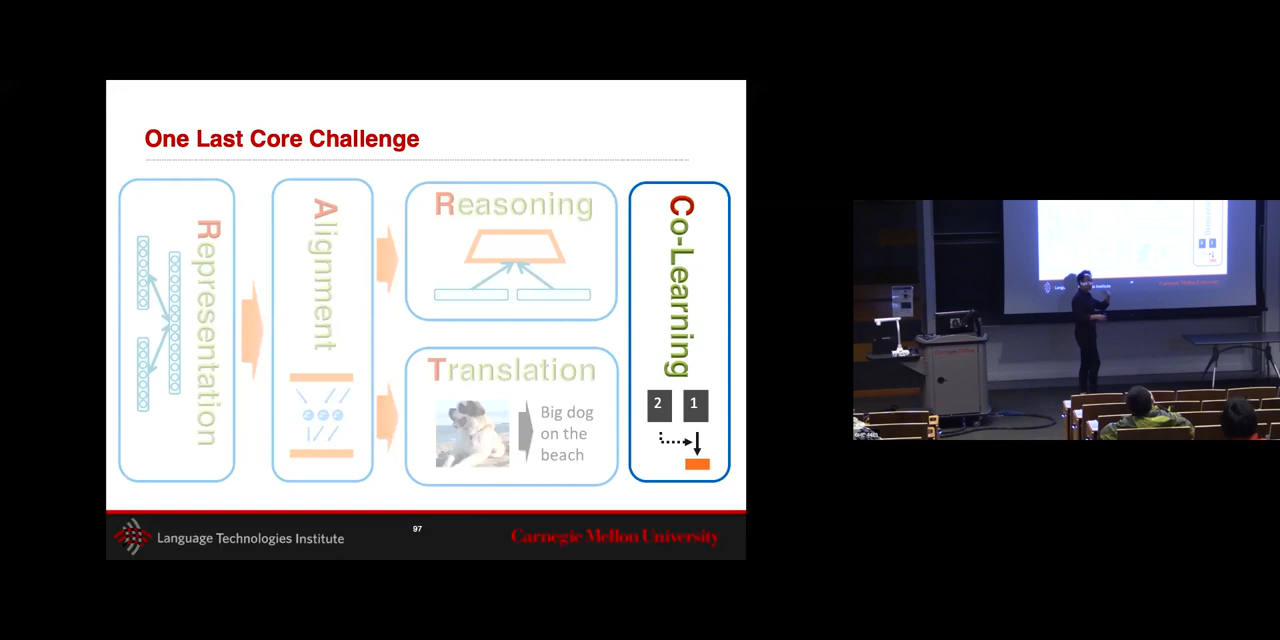 One Last Core Challenge
Representation
Alignment
Reasoning
Translation
Big dog
on the
beach
Co-Learning
2 1
Language Technologies Institute
97
Carnegie Mellon University